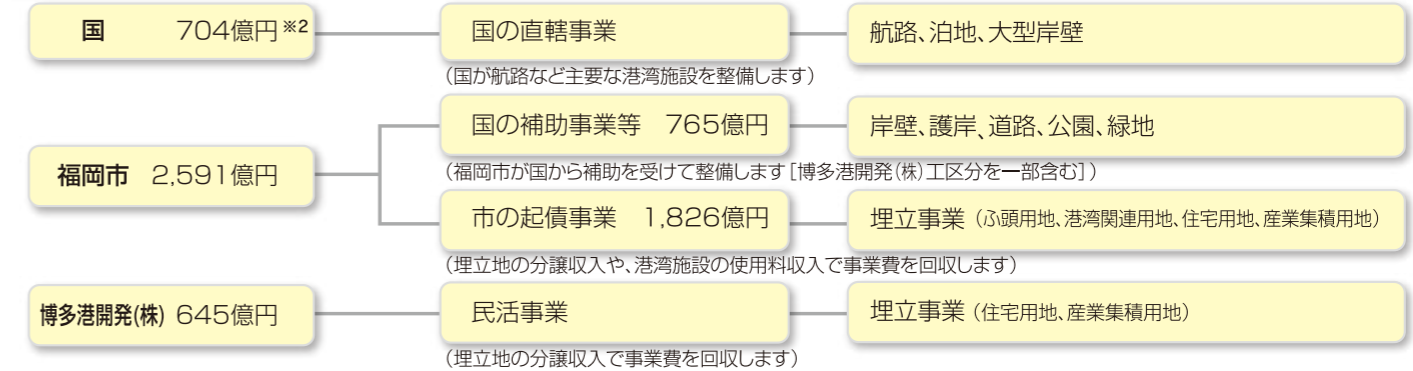 国 704億円※2 国の直轄事業 航路、泊地、大型岸壁
（国が航路など主要な港湾施設を整備します）
国の補助事業等 765億円 岸壁、護岸、道路、公園、緑地
（福岡市が国から補助を受けて整備します［博多港開発（株）工区分を一部含む］）
福岡市 2,591億円
市の起債事業 1,826億円 埋立事業（ふ頭用地、港湾関連用地、住宅用地、産業集積用地）
（埋立地の分譲収入や、港湾施設の使用料収入で事業費を回収します）
博多港開発(株) 645億円 民活事業 埋立事業（住宅用地、産業集積用地）
（埋立地の分譲収入で事業費を回収します）